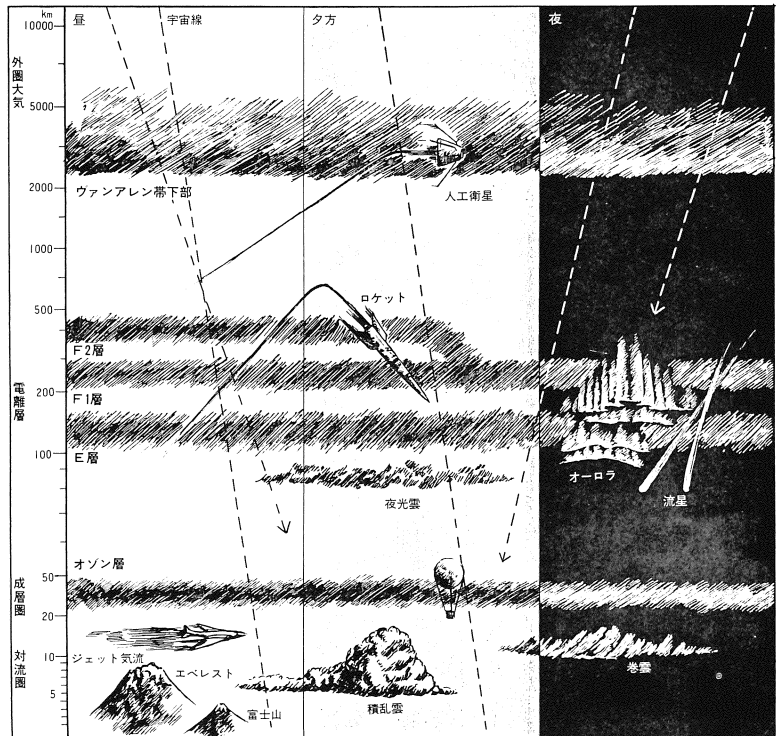 km
10000
5000
2000
1000
500
200
100
50
20
10
5
外圏大気
電離層
成層圏
対流圏
昼
宇宙線
夕方
夜
ヴァンアレン帯下部
人工衛星
ロケット
F2層
F1層
E層
オーロラ
流星
夜光雲
オゾン層
ジェット気流
エベレスト
富士山
積乱雲
巻雲